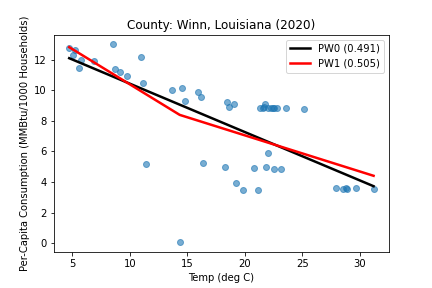 County: Winn, Louisiana (2020)
PW0 (0.491)
PW1 (0.505)
Per-Capita Consumption (MMBtu/1000 Households)
12
10
8
6
4
2
0
5 10 15 20 25 30
Temp (deg C)